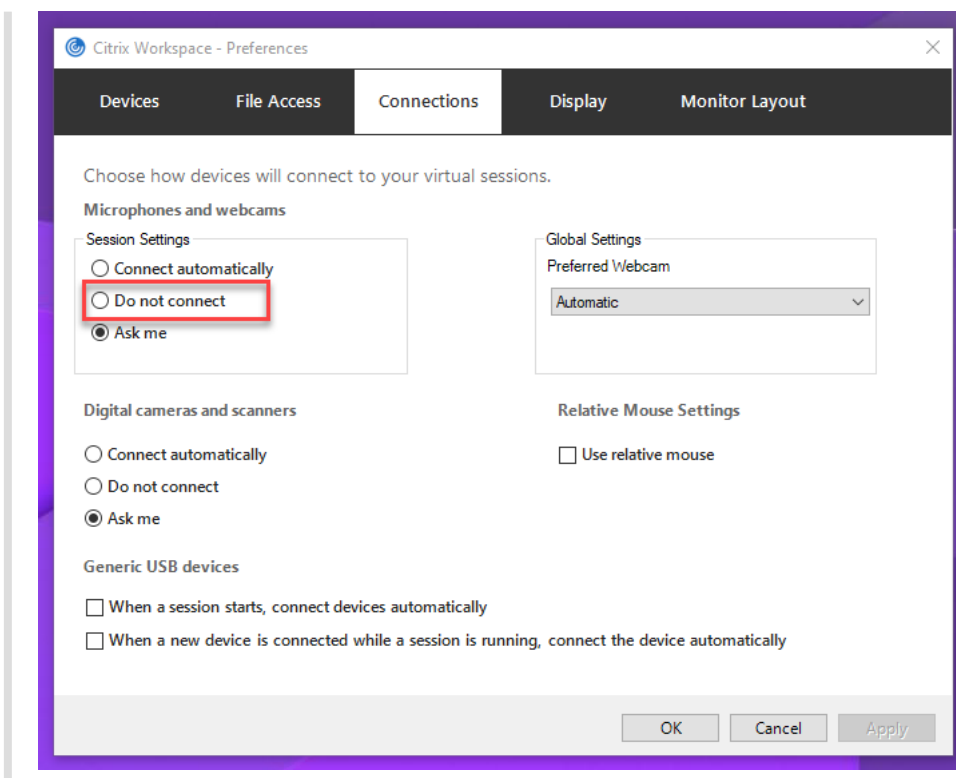 Citrix Workspace - Preferences
Devices File Access Connections Display Monitor Layout
Choose how devices will connect to your virtual sessions.
Microphones and webcams
Session Settings
Connect automatically
Do not connect
Ask me
Global Settings
Preferred Webcam
Automatic
Digital cameras and scanners
Connect automatically
Do not connect
Ask me
Relative Mouse Settings
Use relative mouse
Generic USB devices
When a session starts, connect devices automatically
When a new device is connected while a session is running, connect the device automatically
OK Cancel Apply